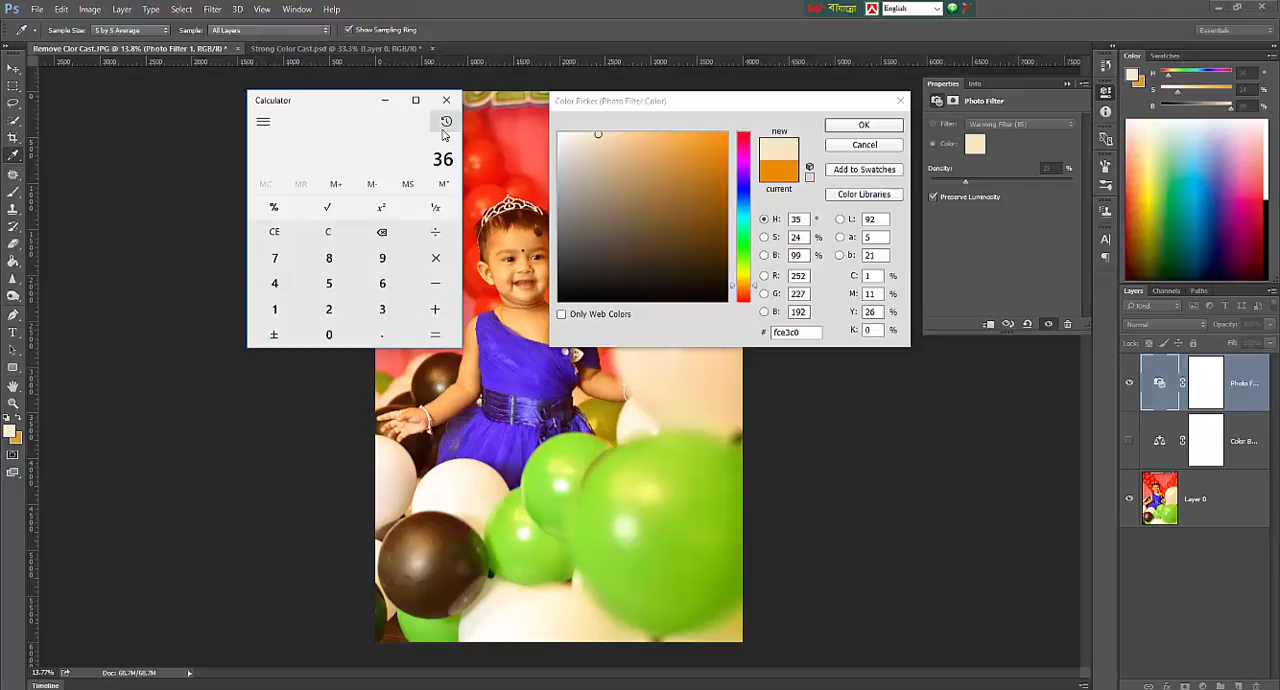 Ps File Edit Image Layer Type Select Filter 3D View Window Help
বাংলা English
Sample Size: 5 by 5 Average Sample: All Layers Show Sampling Ring Essentials
Remove Clor Cast.JPG @ 13.8% (Photo Filter 1, RGB/8) * × Strong Color Cast.psd @ 33.3% (Layer 0, RGB/8) * ×
Calculator
36
MC MR M+ M- MS
% √ x² ¹/x
CE C ÷
7 8 9 ×
4 5 6 −
1 2 3 +
± 0 . =
Color Picker (Photo Filter Color)
new
current
OK
Cancel
Add to Swatches
Color Libraries
H: 35 ° L: 92
S: 24 % a: 5
B: 99 % b: 21
R: 252 C: 1 %
G: 227 M: 11 %
B: 192 Y: 26 %
# fce3c0 K: 0 %
Only Web Colors
Properties Info
Photo Filter
Filter: Warming Filter (85)
Color:
Density: 25 %
Preserve Luminosity
Color Swatches
H
S
B
Layers Channels Paths
Kind
Normal Opacity:
Lock: Fill:
Photo F...
Color B...
Layer 0
13.77% Doc: 68.7M/68.7M
Timeline